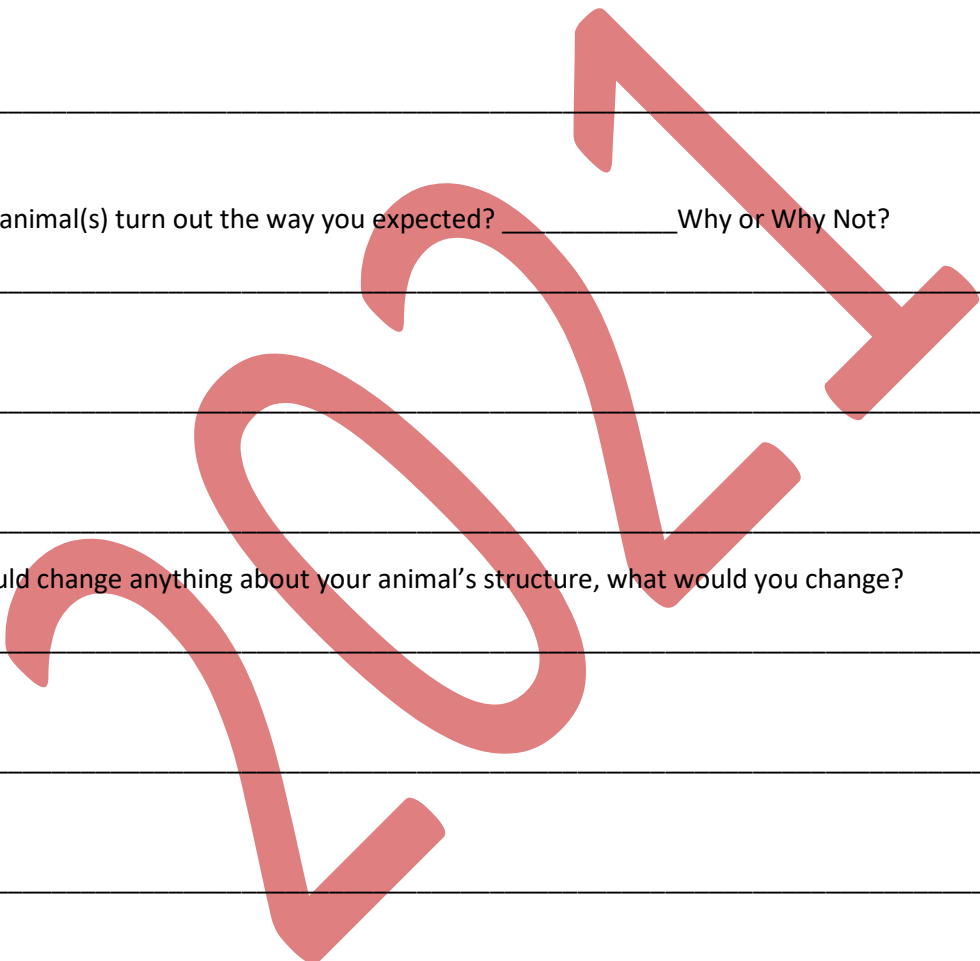 animal(s) turn out the way you expected? ____________Why or Why Not?
uld change anything about your animal’s structure, what would you change?
2021